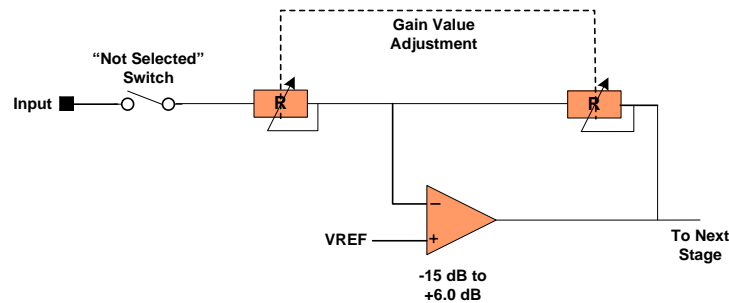 Gain Value
Adjustment
“Not Selected”
Switch
Input
R
R
−
VREF
+
To Next
Stage
-15 dB to
+6.0 dB